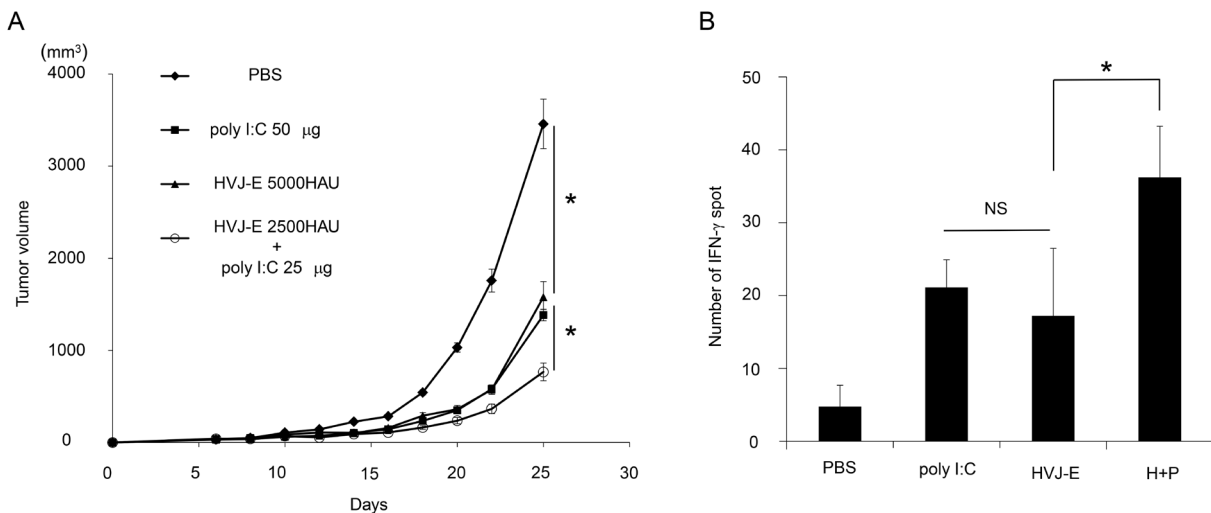 A
(mm³)
4000
3000
2000
1000
0
Tumor volume
PBS
poly I:C 50 μg
HVJ-E 5000HAU
HVJ-E 2500HAU
+
poly I:C 25 μg
*
*
0
5
10
15
20
25
30
Days
B
50
40
30
20
10
0
Number of IFN-γ spot
NS
*
PBS
poly I:C
HVJ-E
H+P